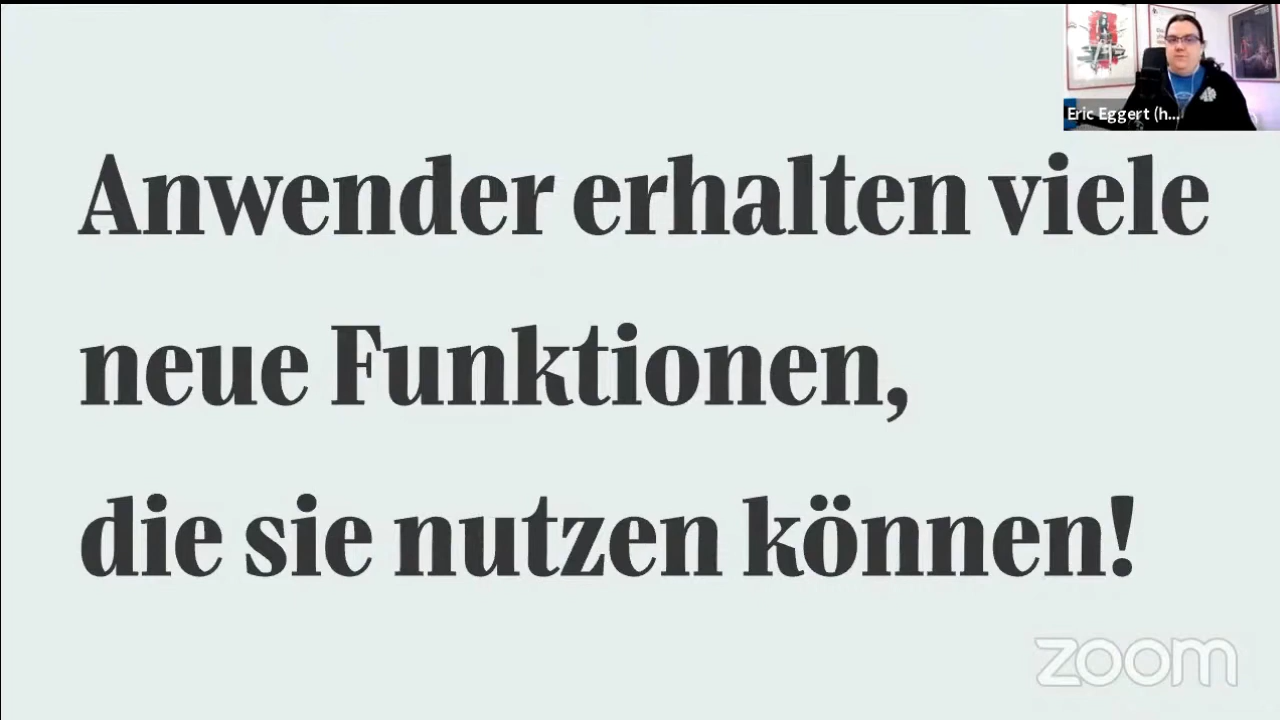 Eric Eggert (h...
Anwender erhalten viele
neue Funktionen,
die sie nutzen können!
zoom